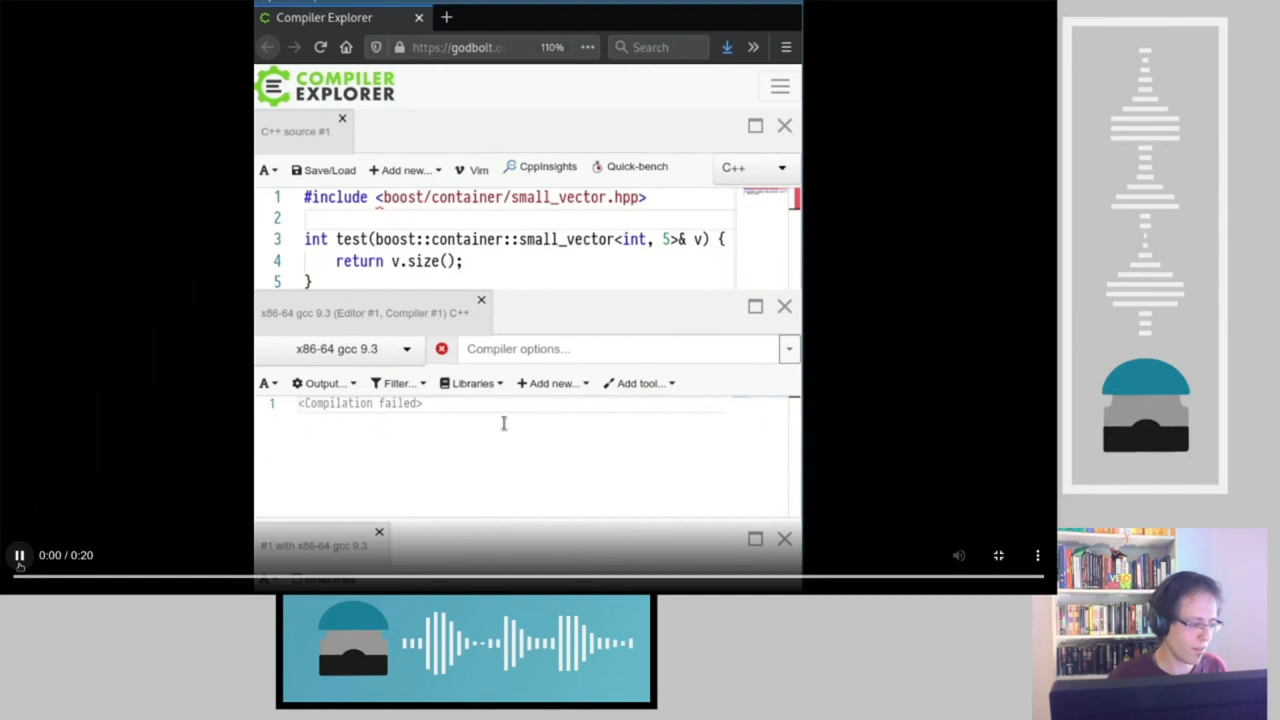 Compiler Explorer
https://godbolt.o
110%
Search
COMPILER
EXPLORER
C++ source #1
A
Save/Load
Add new...
Vim
CppInsights
Quick-bench
C++
1 #include <boost/container/small_vector.hpp>
2
3 int test(boost::container::small_vector<int, 5>& v) {
4 return v.size();
5 }
x86-64 gcc 9.3 (Editor #1, Compiler #1) C++
x86-64 gcc 9.3
Compiler options...
A
Output...
Filter...
Libraries
Add new...
Add tool...
1 <Compilation failed>
#1 with x86-64 gcc 9.3
0:00 / 0:20